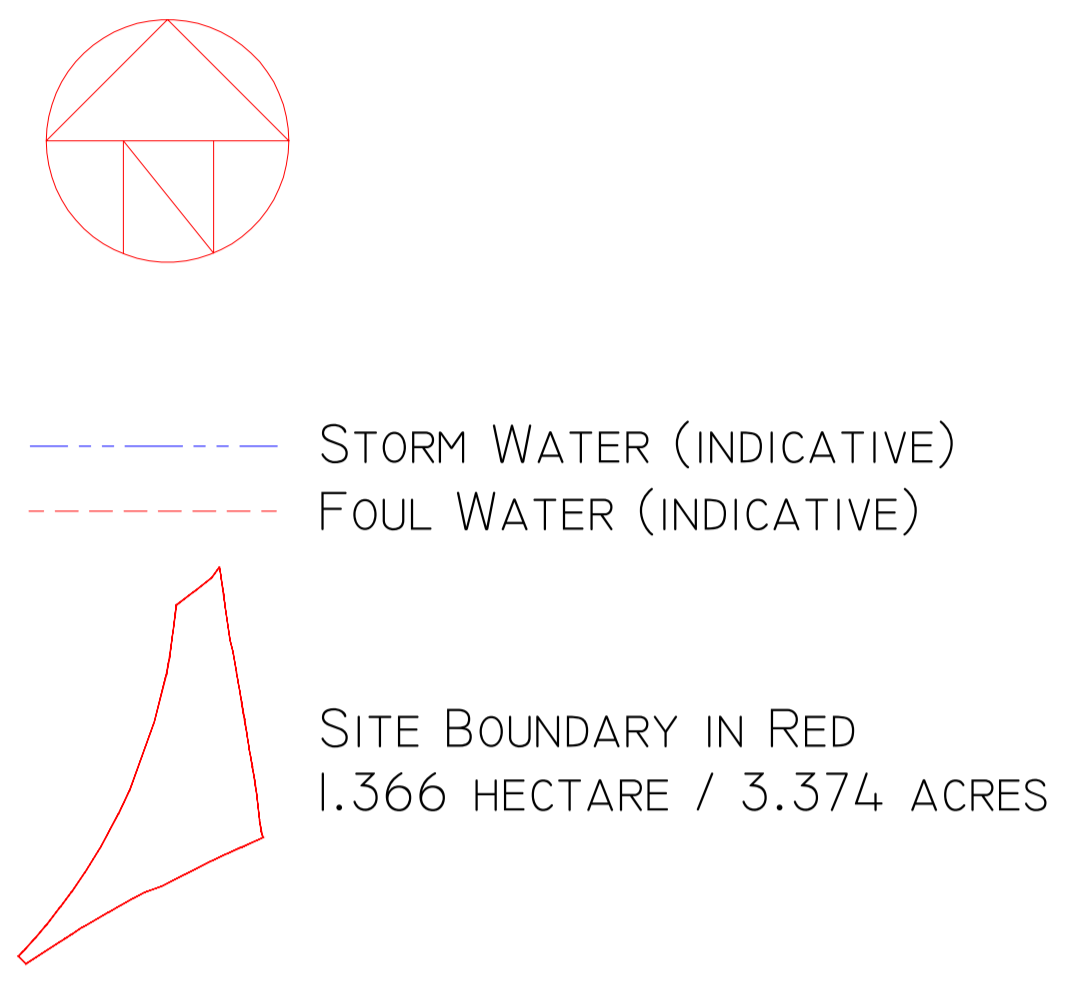 N
STORM WATER (INDICATIVE)
FOUL WATER (INDICATIVE)
SITE BOUNDARY IN RED
1.366 HECTARE / 3.374 ACRES